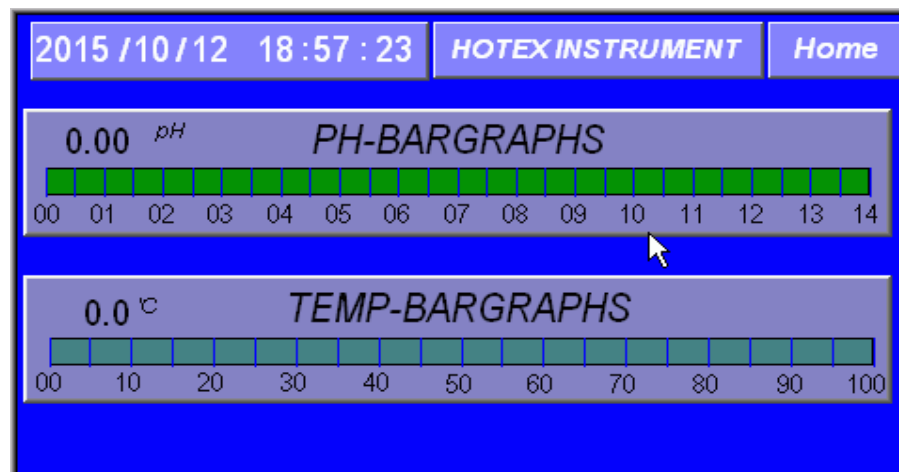 2015 /10/12 18:57:23 HOTEX INSTRUMENT Home
0.00 pH PH-BARGRAPHS
00 01 02 03 04 05 06 07 08 09 10 11 12 13 14
0.0 ℃ TEMP-BARGRAPHS
00 10 20 30 40 50 60 70 80 90 100